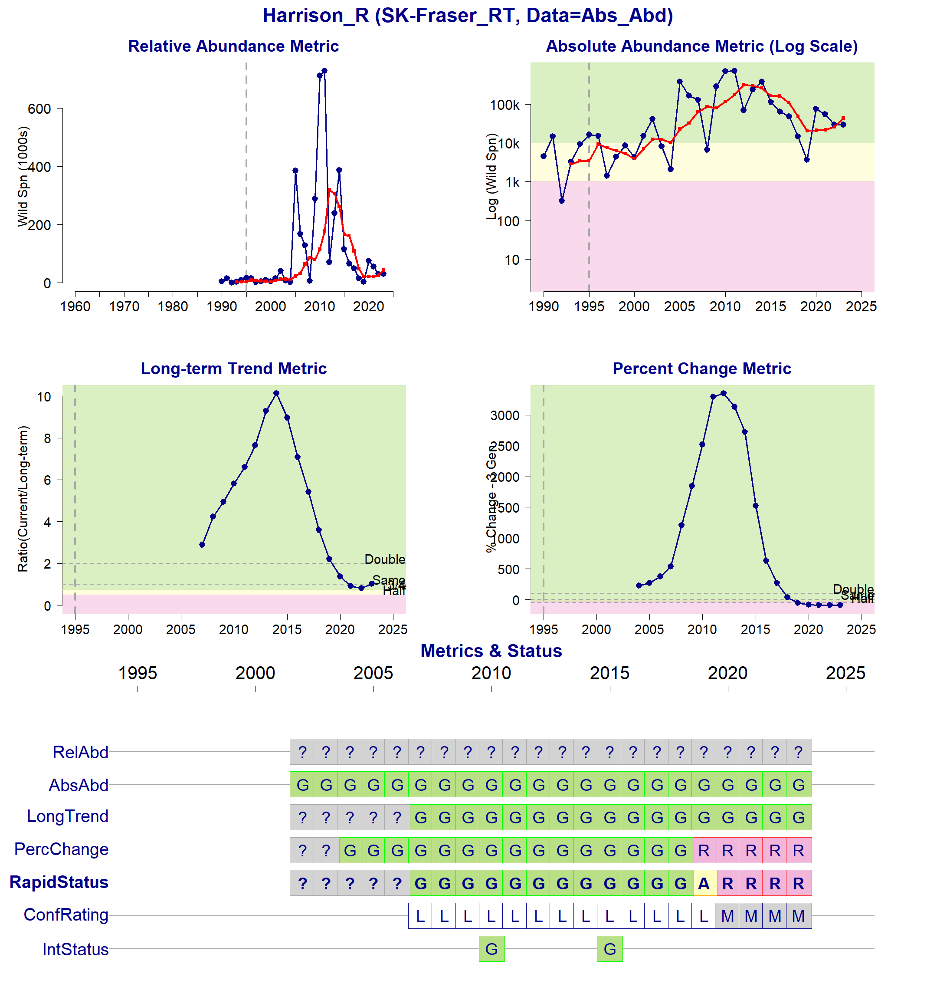 Harrison_R (SK-Fraser_RT, Data=Abs_Abd)
Relative Abundance Metric
Wild Spn (1000s)
600
400
200
0
1960 1970 1980 1990 2000 2010 2020
Absolute Abundance Metric (Log Scale)
Log (Wild Spn)
100k
10k
1k
100
10
1990 1995 2000 2005 2010 2015 2020 2025
Long-term Trend Metric
Ratio(Current/Long-term)
10
8
6
4
2
0
Double
Same
3/4
Half
1995 2000 2005 2010 2015 2020 2025
Percent Change Metric
% Change - 3 Gen
3000
2500
2000
1500
1000
500
0
Double
Same
Half
1995 2000 2005 2010 2015 2020 2025
Metrics & Status
1995 2000 2005 2010 2015 2020 2025
RelAbd ? ? ? ? ? ? ? ? ? ? ? ? ? ? ? ? ? ? ? ? ? ?
AbsAbd G G G G G G G G G G G G G G G G G G G G G G
LongTrend ? ? ? ? ? G G G G G G G G G G G G G G G G G
PercChange ? ? G G G G G G G G G G G G G G G R R R R R
RapidStatus ? ? ? ? ? G G G G G G G G G G G G A R R R R
ConfRating L L L L L L L L L L L L L M M M M
IntStatus G G